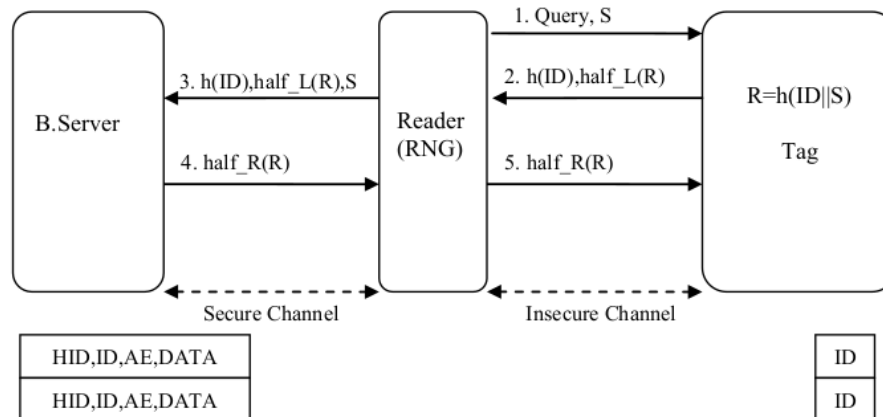 1. Query, S
3. h(ID),half_L(R),S
2. h(ID),half_L(R)
B.Server
Reader
(RNG)
R=h(ID||S)
Tag
4. half_R(R)
5. half_R(R)
Secure Channel
Insecure Channel
HID,ID,AE,DATA
ID
HID,ID,AE,DATA
ID